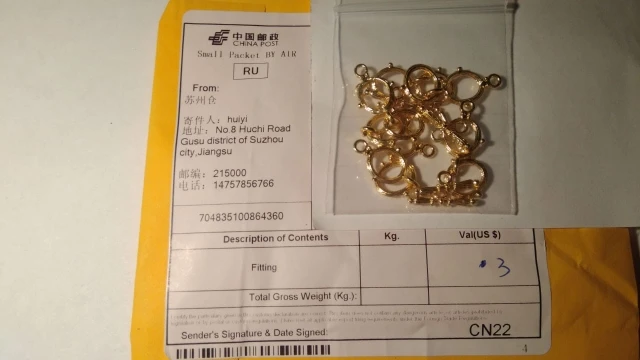 中国邮政
CHINA POST
Small Packet BY AIR
RU
From:
苏州仓
寄件人: huiyi
地址: No.8 Huchi Road
Gusu district of Suzhou
city,Jiangsu
邮编: 215000
电话: 14757856766
704835100864360
Description of Contents Kg. Val(US $)
Fitting 3
Total Gross Weight (Kg.):
Sender's Signature & Date Signed: CN22
4